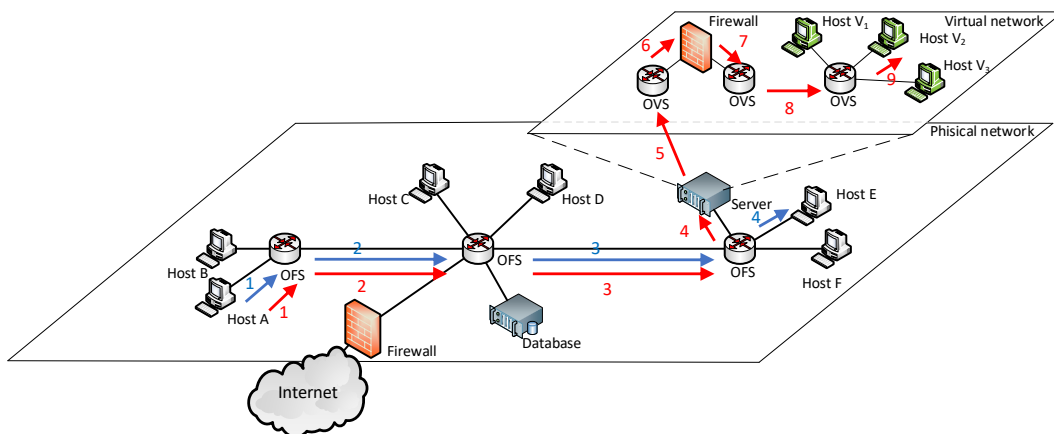 Firewall
Host V1
Virtual network
Host V2
6
7
Host V3
9
OVS
OVS
OVS
8
Phisical network
5
Host C
Host D
Server
Host E
4
4
2
3
Host B
OFS
OFS
OFS
Host F
1
2
3
Host A
1
Firewall
Database
Internet